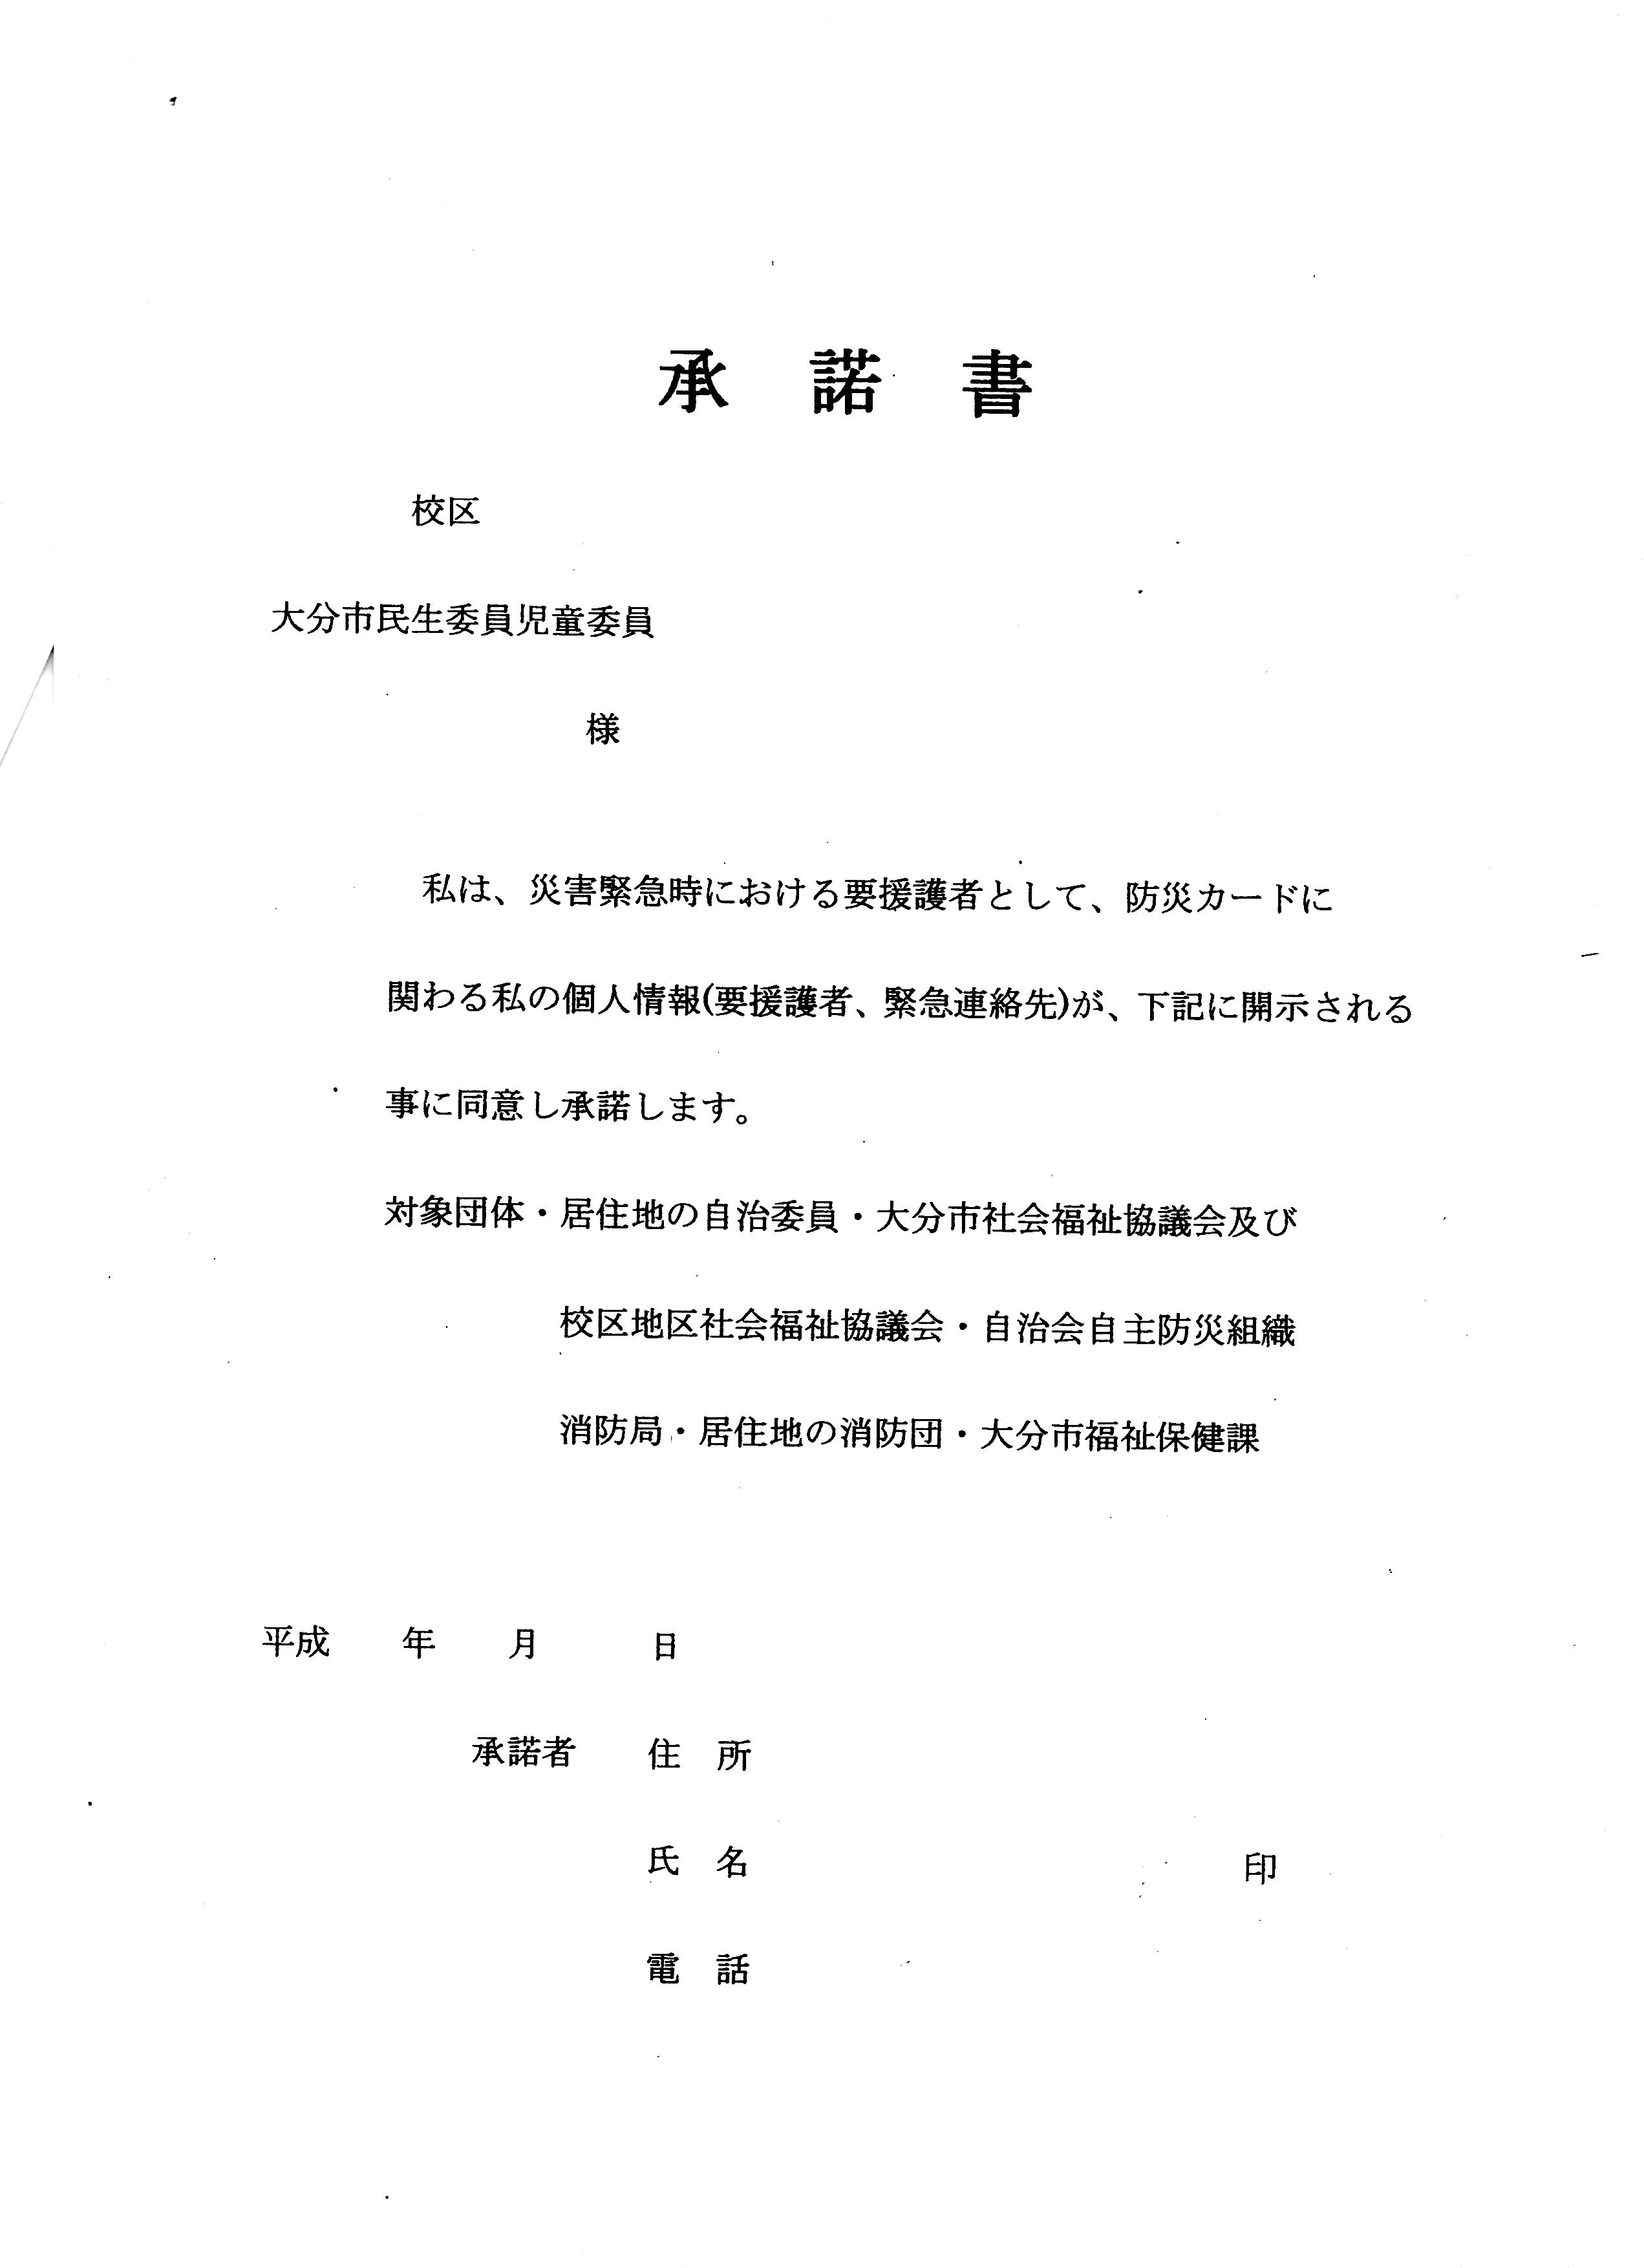 承　諾　書
校区
大分市民生委員児童委員
様
私は、災害緊急時における要援護者として、防災カードに
関わる私の個人情報(要援護者、緊急連絡先)が、下記に開示される
事に同意し承諾します。
対象団体・居住地の自治委員・大分市社会福祉協議会及び
校区地区社会福祉協議会・自治会自主防災組織
消防局・居住地の消防団・大分市福祉保健課
平成　　年　　月　　　日
承諾者　　住　所
氏　名　　　　　　　　　　　　　　印
電　話